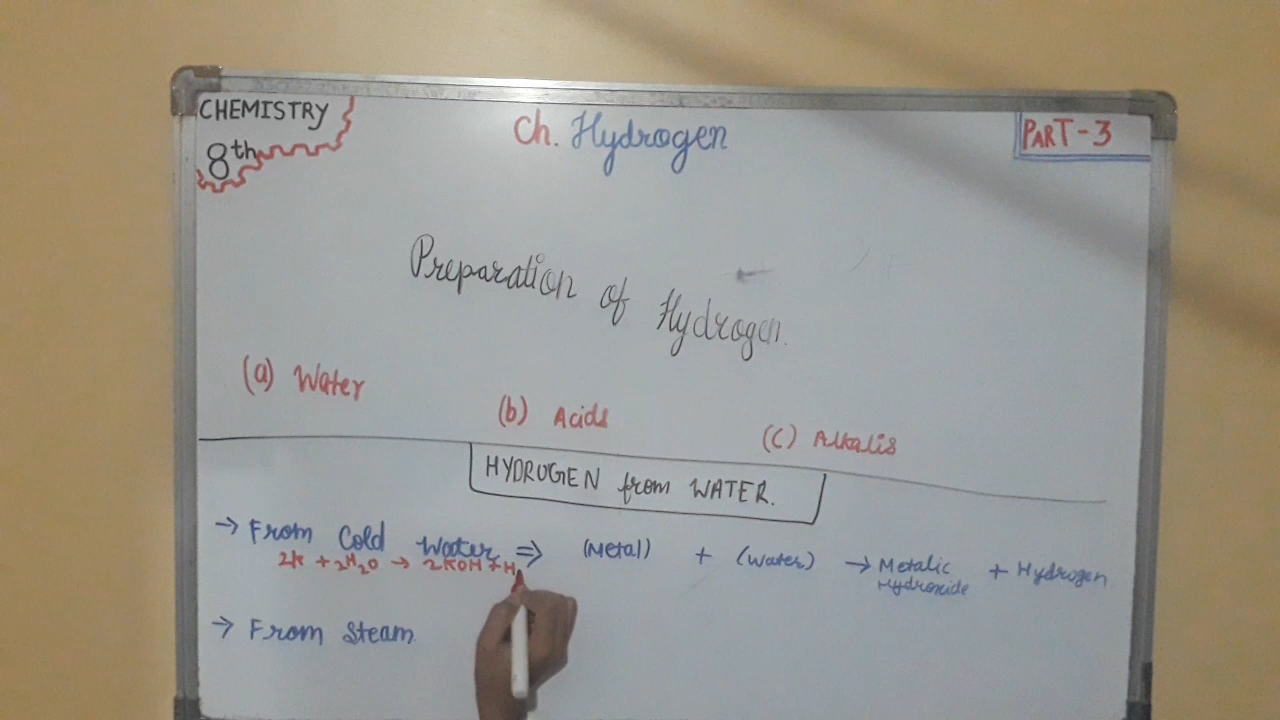 CHEMISTRY
8th
Ch. Hydrogen
PART-3
Preparation of Hydrogen.
(a) Water
(b) Acids
(C) Alkalis
HYDROGEN from WATER.
→ From Cold Water ⇒ (Metal) + (Water) → Metalic Hydroxide + Hydrogen
2K + 2H₂O → 2KOH + H
→ From Steam